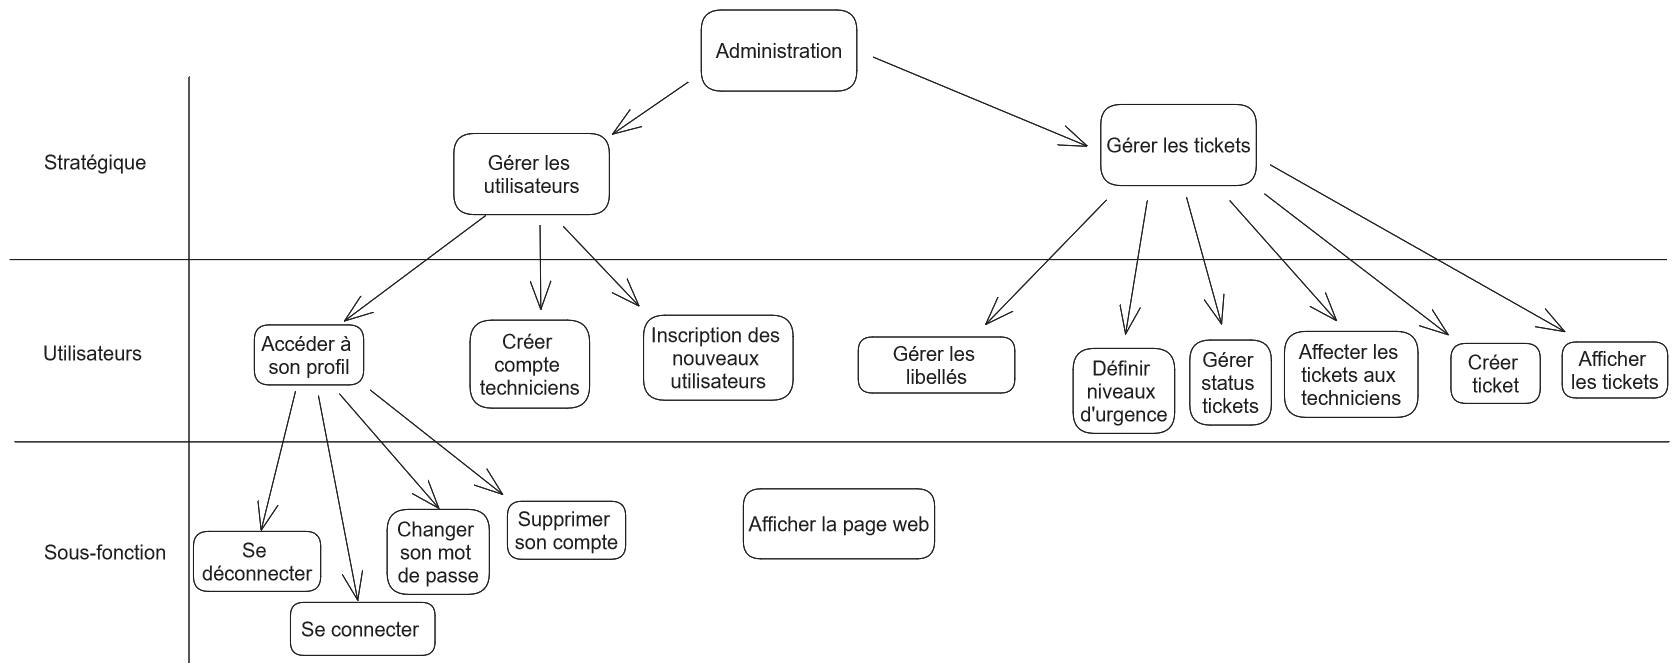 Administration
Stratégique
Gérer les
utilisateurs
Gérer les tickets
Utilisateurs
Accéder à
son profil
Créer
compte
techniciens
Inscription des
nouveaux
utilisateurs
Gérer les
libellés
Définir
niveaux
d'urgence
Gérer
status
tickets
Affecter les
tickets aux
techniciens
Créer
ticket
Afficher
les tickets
Sous-fonction
Se
déconnecter
Se connecter
Changer
son mot
de passe
Supprimer
son compte
Afficher la page web